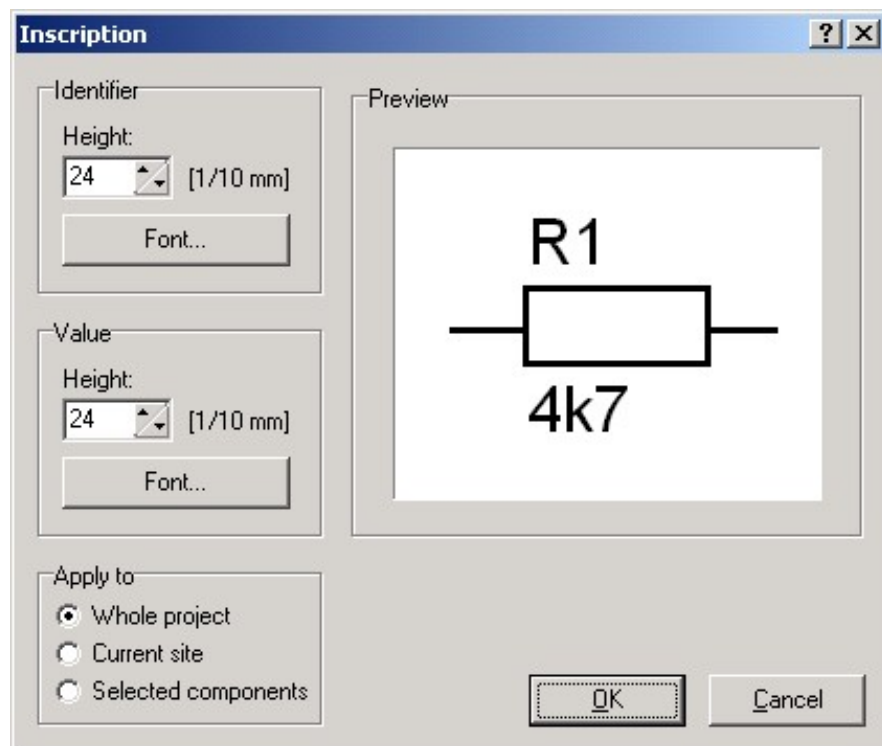 Inscription
Identifier
Height:
24 [1/10 mm]
Font...
Value
Height:
24 [1/10 mm]
Font...
Apply to
Whole project
Current site
Selected components
Preview
R1
4k7
OK
Cancel